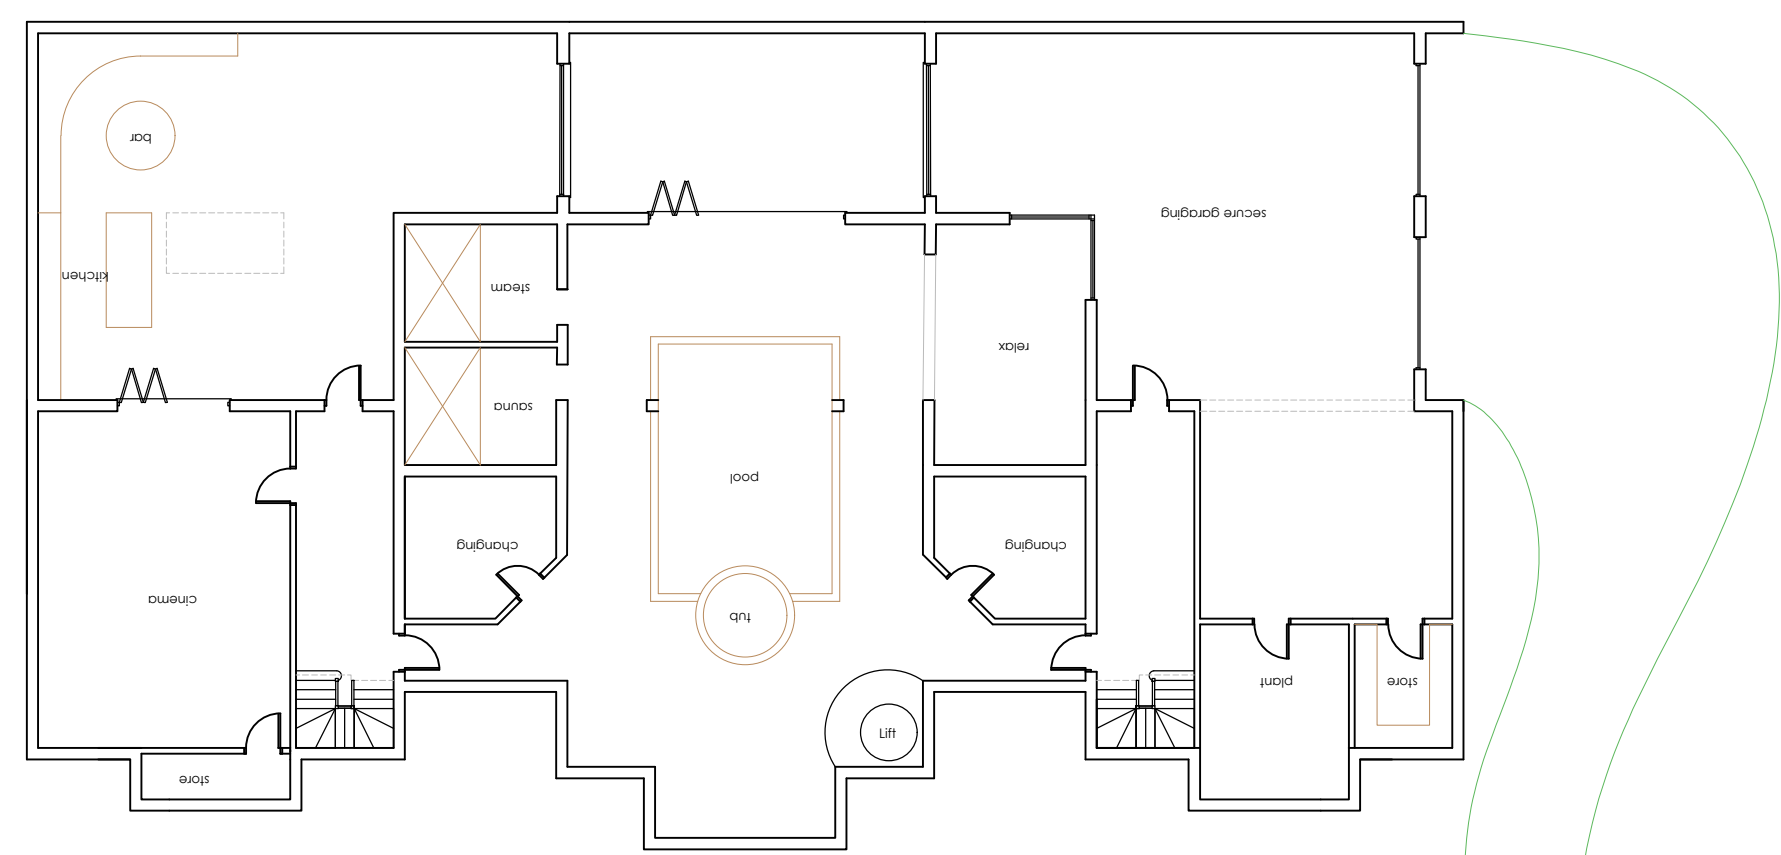 bar
secure garaging
kitchen
steam
relax
sauna
pool
changing
changing
cinema
tub
plant
store
Lift
store